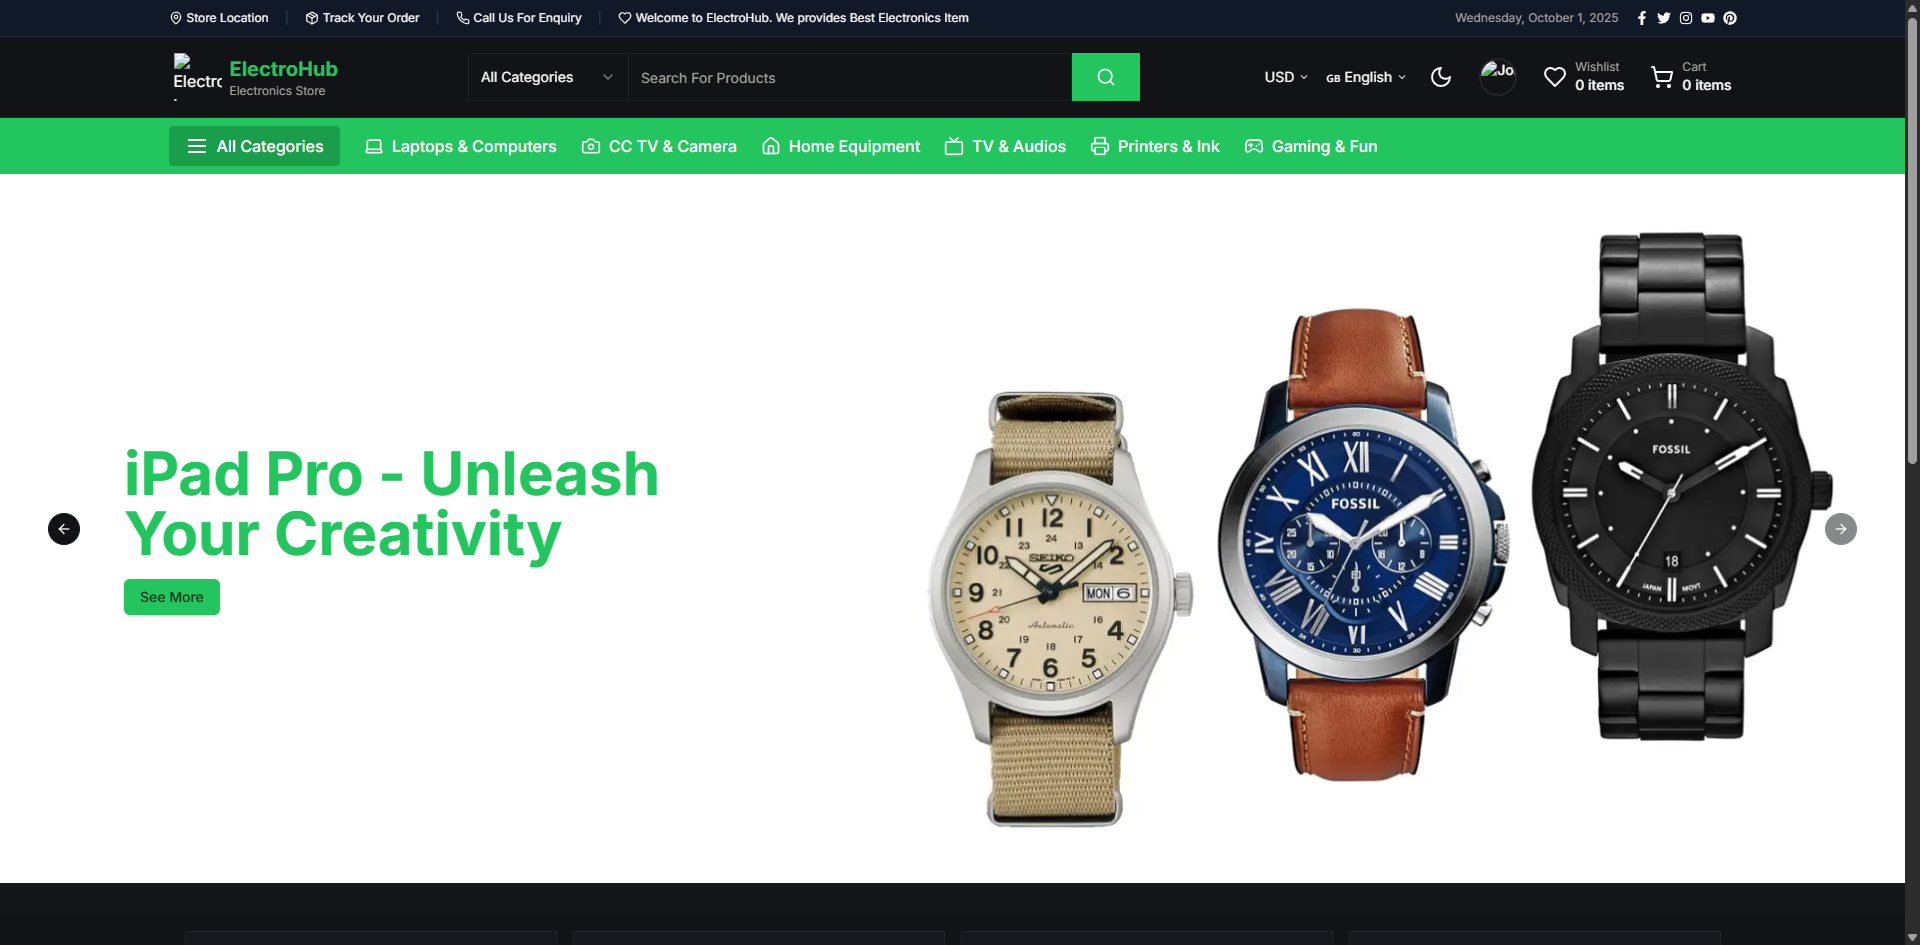 Store Location
Track Your Order
Call Us For Enquiry
Welcome to ElectroHub. We provides Best Electronics Item
Wednesday, October 1, 2025
Electro
ElectroHub
Electronics Store
All Categories
Search For Products
USD
GB English
Jo
Wishlist
0 items
Cart
0 items
All Categories
Laptops & Computers
CC TV & Camera
Home Equipment
TV & Audios
Printers & Ink
Gaming & Fun
iPad Pro - Unleash
Your Creativity
See More
SEIKO
5
MON 6
Automatic
12
11
10
9
8
7
6
5
4
2
24
23
22
21
20
19
18
17
16
14
13
FOSSIL
FOSSIL
18
JAPAN MOVT